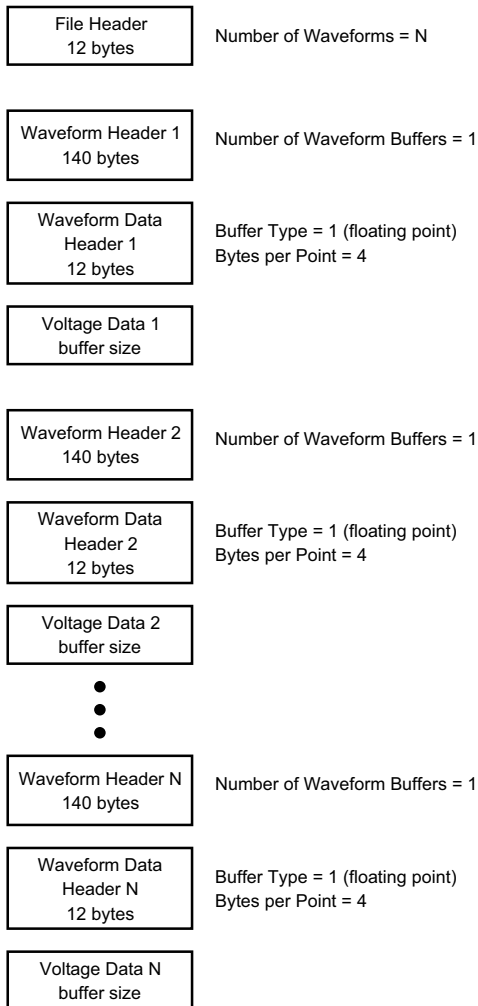 File Header
12 bytes
Number of Waveforms = N
Waveform Header 1
140 bytes
Number of Waveform Buffers = 1
Waveform Data
Header 1
12 bytes
Buffer Type = 1 (floating point)
Bytes per Point = 4
Voltage Data 1
buffer size
Waveform Header 2
140 bytes
Number of Waveform Buffers = 1
Waveform Data
Header 2
12 bytes
Buffer Type = 1 (floating point)
Bytes per Point = 4
Voltage Data 2
buffer size
Waveform Header N
140 bytes
Number of Waveform Buffers = 1
Waveform Data
Header N
12 bytes
Buffer Type = 1 (floating point)
Bytes per Point = 4
Voltage Data N
buffer size